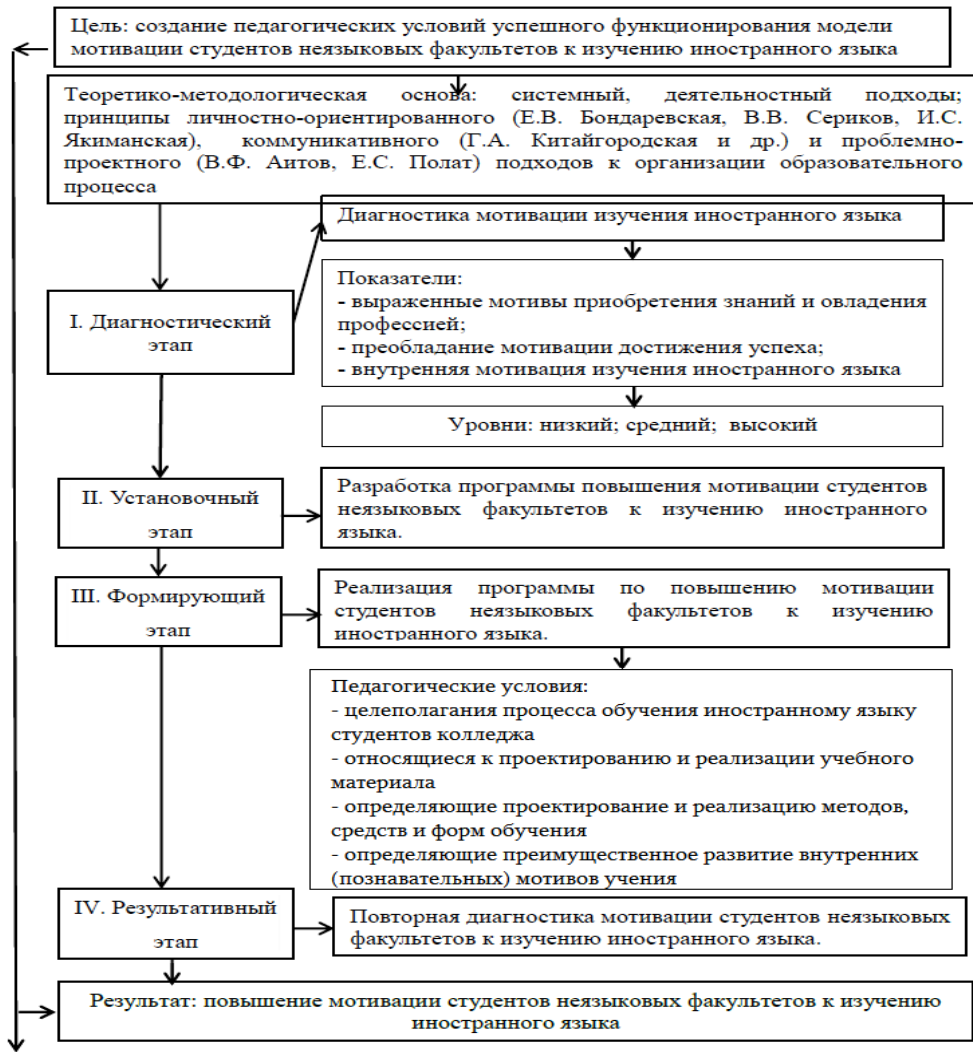 Цель: создание педагогических условий успешного функционирования модели
мотивации студентов неязыковых факультетов к изучению иностранного языка
Теоретико-методологическая основа: системный, деятельностный подходы;
принципы личностно-ориентированного (Е.В. Бондаревская, В.В. Сериков, И.С.
Якиманская), коммуникативного (Г.А. Китайгородская и др.) и проблемно-
проектного (В.Ф. Аитов, Е.С. Полат) подходов к организации образовательного
процесса
Диагностика мотивации изучения иностранного языка
Показатели:
- выраженные мотивы приобретения знаний и овладения
профессией;
- преобладание мотивации достижения успеха;
- внутренняя мотивация изучения иностранного языка
I. Диагностический
этап
Уровни: низкий; средний; высокий
II. Установочный
этап
Разработка программы повышения мотивации студентов
неязыковых факультетов к изучению иностранного
языка.
III. Формирующий
этап
Реализация программы по повышению мотивации
студентов неязыковых факультетов к изучению
иностранного языка.
Педагогические условия:
- целеполагания процесса обучения иностранному языку
студентов колледжа
- относящиеся к проектированию и реализации учебного
материала
- определяющие проектирование и реализацию методов,
средств и форм обучения
- определяющие преимущественное развитие внутренних
(познавательных) мотивов учения
IV. Результативный
этап
Повторная диагностика мотивации студентов неязыковых
факультетов к изучению иностранного языка.
Результат: повышение мотивации студентов неязыковых факультетов к изучению
иностранного языка